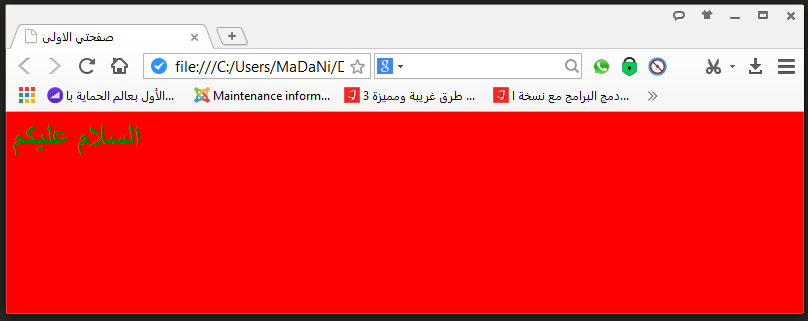 صفحتي الاولى
file:///C:/Users/MaDaNi/D
الأول بعالم الحماية با...
Maintenance inform...
3 طرق غريبة ومميزة ...
دمج البرامج مع نسخة ا...
السلام عليكم